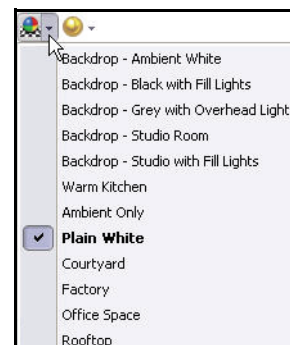 Backdrop - Ambient White
Backdrop - Black with Fill Lights
Backdrop - Grey with Overhead Light
Backdrop - Studio Room
Backdrop - Studio with Fill Lights
Warm Kitchen
Ambient Only
Plain White
Courtyard
Factory
Office Space
Rooftop